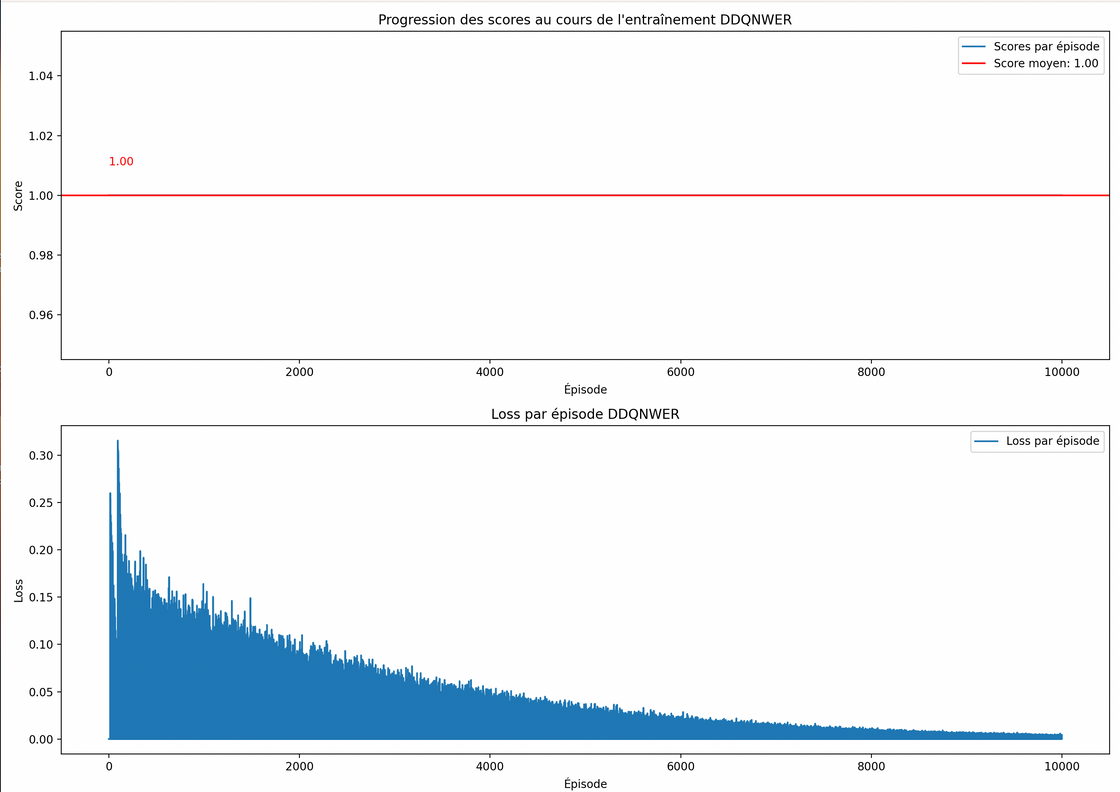 Progression des scores au cours de l'entraînement DDQNWER
Scores par épisode
Score moyen: 1.00
1.04
1.02
1.00
1.00
0.98
0.96
Score
0
2000
4000
6000
8000
10000
Épisode
Loss par épisode DDQNWER
Loss par épisode
0.30
0.25
0.20
0.15
0.10
0.05
0.00
Loss
0
2000
4000
6000
8000
10000
Épisode